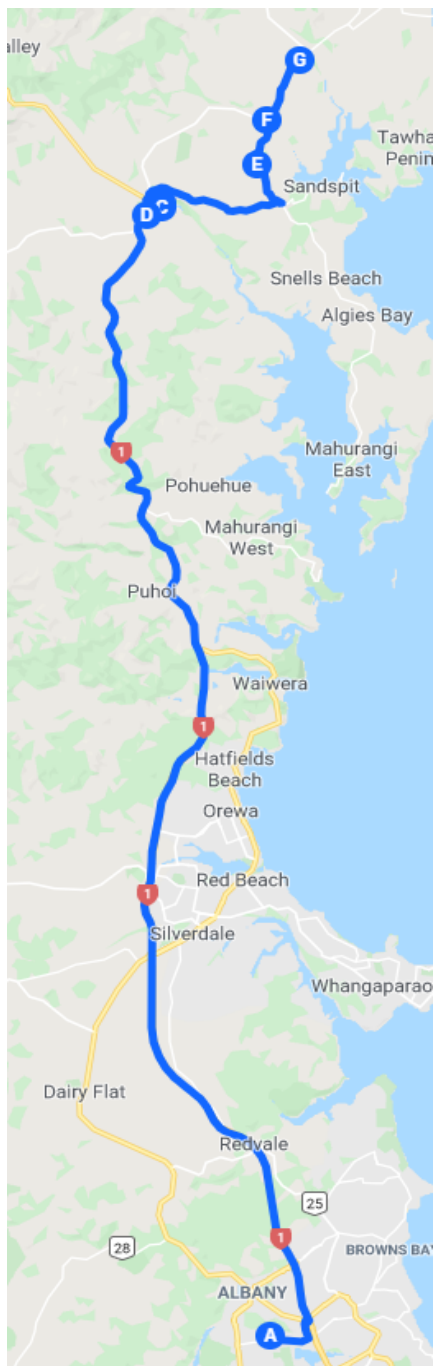 alley
G
F
Tawha
Penin
E
Sandspit
D
C
Snells Beach
Algies Bay
1
Mahurangi
East
Pohuehue
Mahurangi
West
Puhoi
Waiwera
1
Hatfields
Beach
Orewa
Red Beach
1
Silverdale
Whangaparao
Dairy Flat
Redvale
25
1
28
BROWNS BAY
ALBANY
A